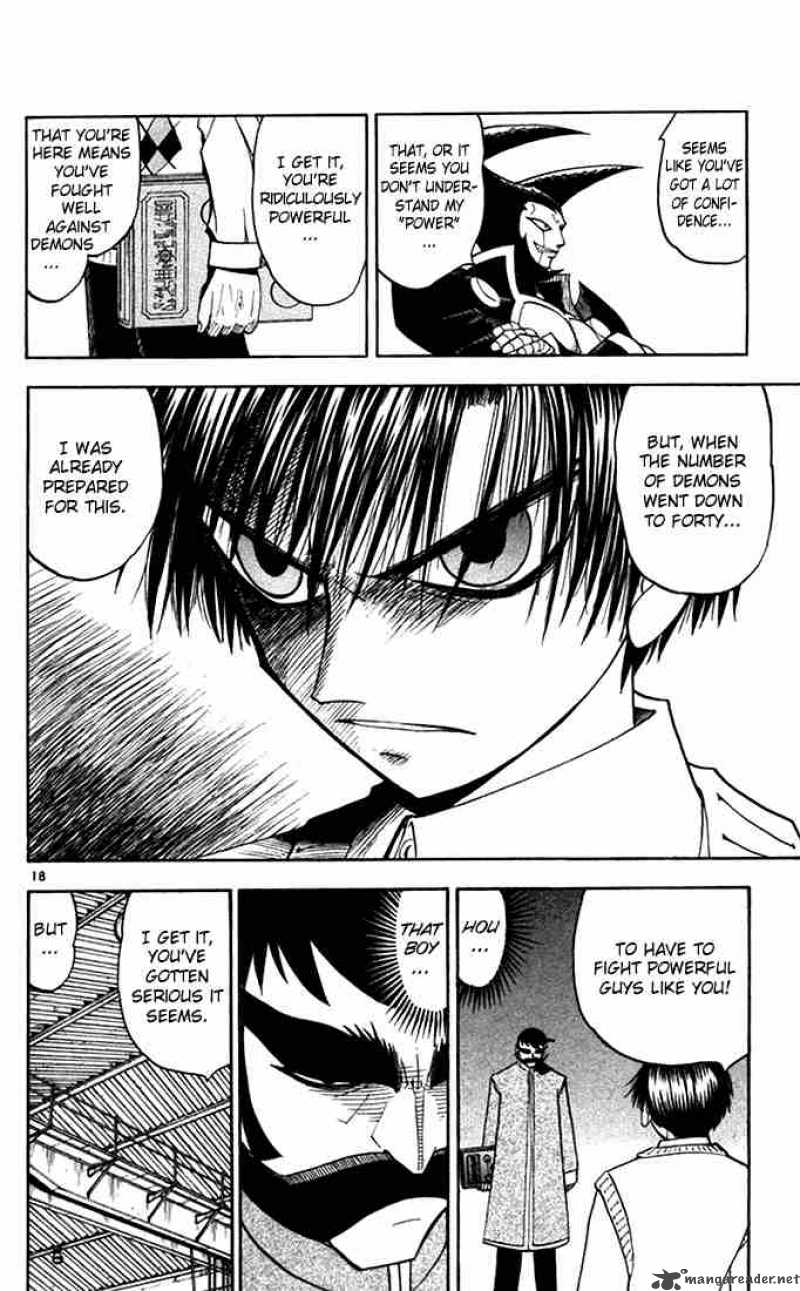 SEEMS
LIKE YOU'VE
GOT A LOT
OF CONFI-
DENCE...
THAT, OR IT
SEEMS YOU
DON'T UNDER-
STAND MY
"POWER"
...
I GET IT,
YOU'RE
RIDICULOUSLY
POWERFUL
...
THAT YOU'RE
HERE MEANS
YOU'VE
FOUGHT
WELL
AGAINST
DEMONS
...
BUT, WHEN
THE NUMBER
OF DEMONS
WENT DOWN
TO FORTY...
I WAS
ALREADY
PREPARED
FOR THIS.
18
TO HAVE TO
FIGHT POWERFUL
GUYS LIKE YOU!
HOU
...
THAT
BOY
...
I GET IT,
YOU'VE
GOTTEN
SERIOUS IT
SEEMS.
BUT
...
mangareader.net